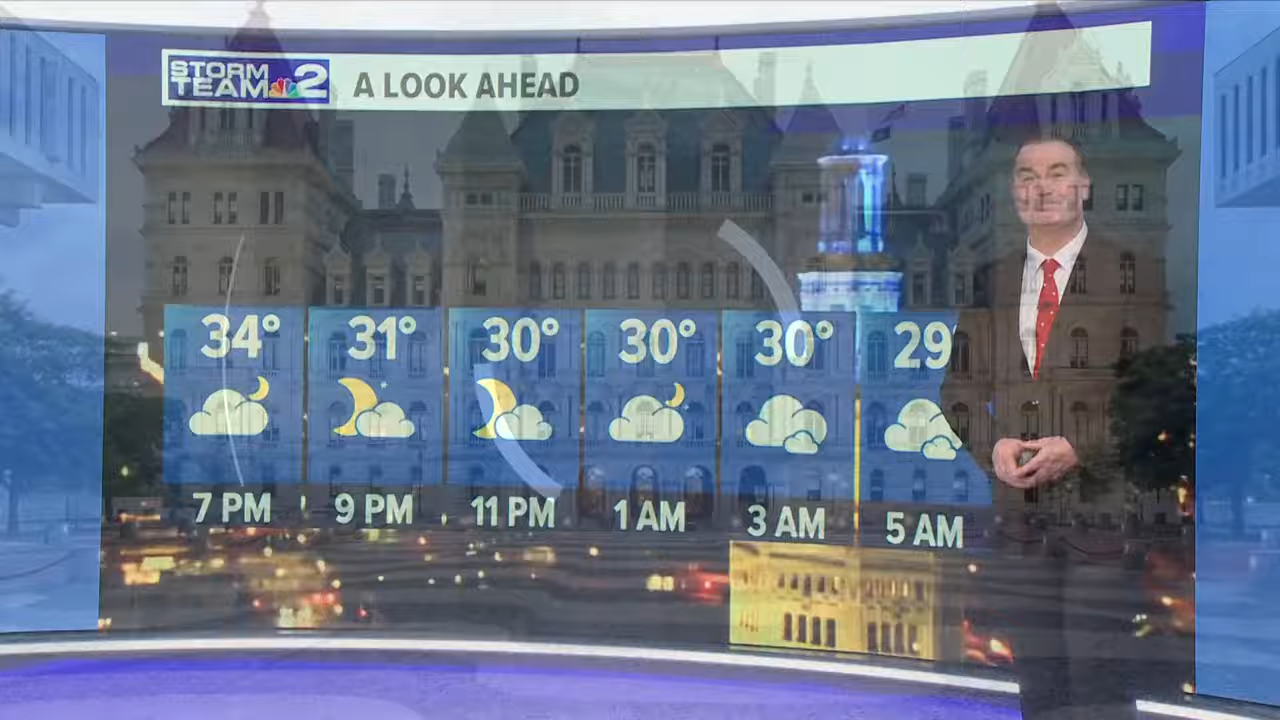 STORM
TEAM 2
A LOOK AHEAD
34° 31° 30° 30° 30° 29
7 PM 9 PM 11 PM 1 AM 3 AM 5 AM